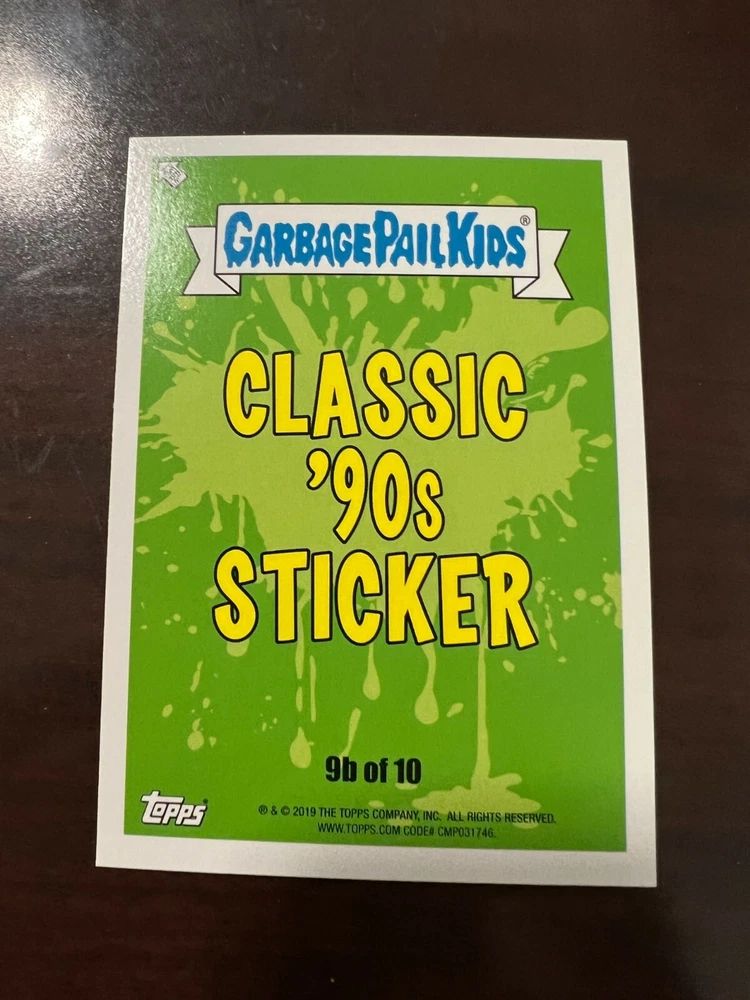 GARBAGE PAIL KIDS®
CLASSIC
'90s
STICKER
9b of 10
topps®
® & © 2019 THE TOPPS COMPANY, INC. ALL RIGHTS RESERVED.
WWW.TOPPS.COM CODE# CMP031746.